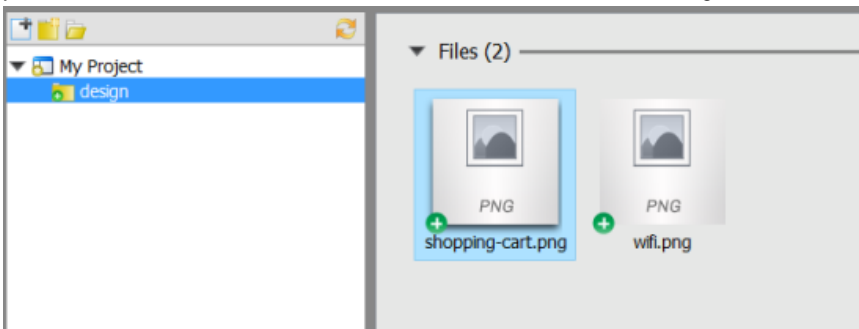 My Project
design
Files (2)
PNG
shopping-cart.png
PNG
wifi.png